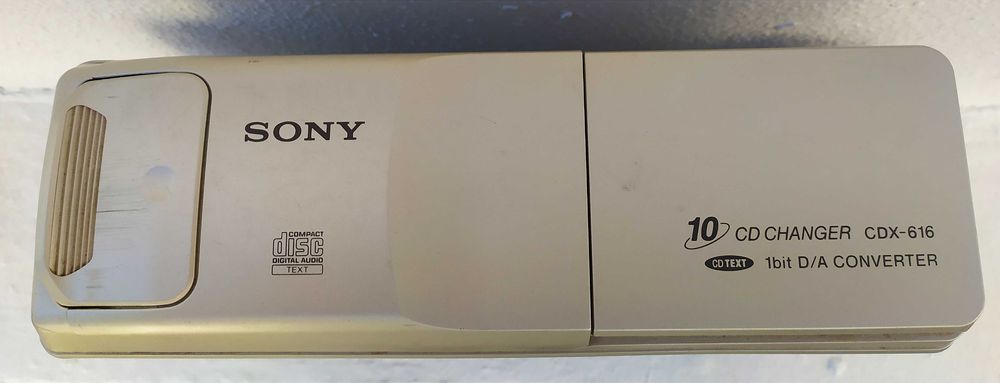 SONY
COMPACT
disc
DIGITAL AUDIO
TEXT
10 CD CHANGER CDX-616
CD TEXT 1bit D/A CONVERTER